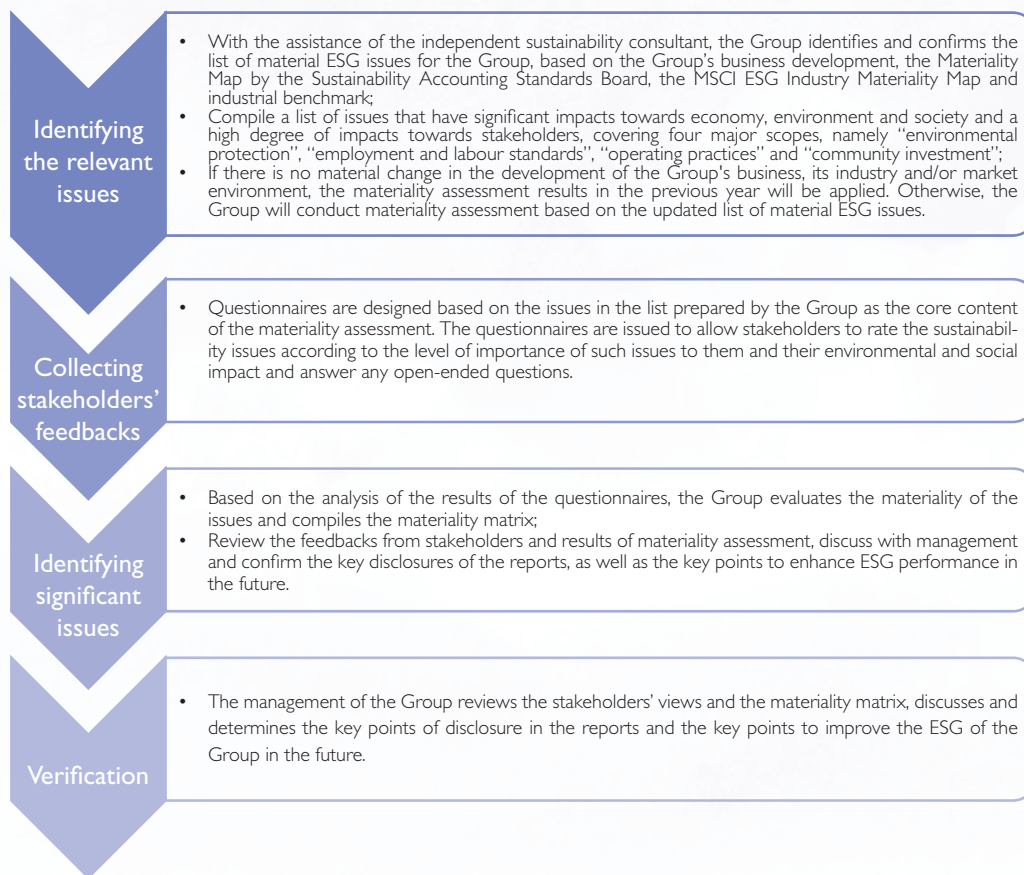 Identifying
the relevant
issues
• With the assistance of the independent sustainability consultant, the Group identifies and confirms the
list of material ESG issues for the Group, based on the Group's business development, the Materiality
Map by the Sustainability Accounting Standards Board, the MSCI ESG Industry Materiality Map and
industrial benchmark;
• Compile a list of issues that have significant impacts towards economy, environment and society and a
high degree of impacts towards stakeholders, covering four major scopes, namely “environmental
protection”, “employment and labour standards”, “operating practices” and “community investment”;
• If there is no material change in the development of the Group's business, its industry and/or market
environment, the materiality assessment results in the previous year will be applied. Otherwise, the
Group will conduct materiality assessment based on the updated list of material ESG issues.
Collecting
stakeholders’
feedbacks
• Questionnaires are designed based on the issues in the list prepared by the Group as the core content
of the materiality assessment. The questionnaires are issued to allow stakeholders to rate the sustainabil-
ity issues according to the level of importance of such issues to them and their environmental and social
impact and answer any open-ended questions.
Identifying
significant
issues
• Based on the analysis of the results of the questionnaires, the Group evaluates the materiality of the
issues and compiles the materiality matrix;
• Review the feedbacks from stakeholders and results of materiality assessment, discuss with management
and confirm the key disclosures of the reports, as well as the key points to enhance ESG performance in
the future.
Verification
• The management of the Group reviews the stakeholders’ views and the materiality matrix, discusses and
determines the key points of disclosure in the reports and the key points to improve the ESG of the
Group in the future.